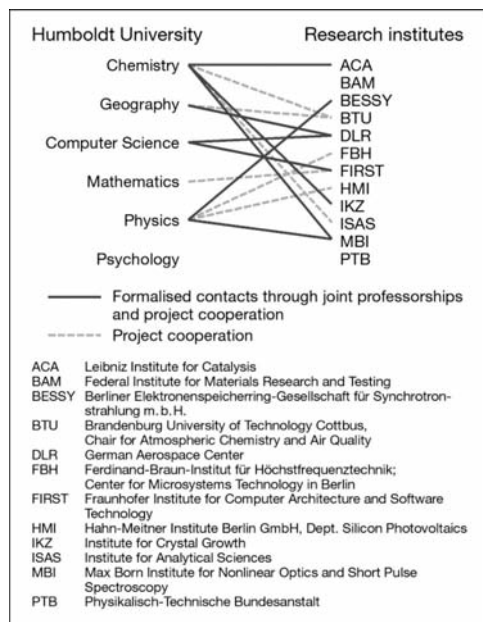 Humboldt University Research institutes
Chemistry ACA
BAM
Geography BESSY
BTU
Computer Science DLR
FBH
Mathematics FIRST
HMI
Physics IKZ
ISAS
MBI
Psychology PTB
Formalised contacts through joint professorships
and project cooperation
Project cooperation
ACA Leibniz Institute for Catalysis
BAM Federal Institute for Materials Research and Testing
BESSY Berliner Elektronenspeicherring-Gesellschaft für Synchrotron-
strahlung m. b. H.
BTU Brandenburg University of Technology Cottbus,
Chair for Atmospheric Chemistry and Air Quality
DLR German Aerospace Center
FBH Ferdinand-Braun-Institut für Höchstfrequenztechnik;
Center for Microsystems Technology in Berlin
FIRST Fraunhofer Institute for Computer Architecture and Software
Technology
HMI Hahn-Meitner Institute Berlin GmbH, Dept. Silicon Photovoltaics
IKZ Institute for Crystal Growth
ISAS Institute for Analytical Sciences
MBI Max Born Institute for Nonlinear Optics and Short Pulse
Spectroscopy
PTB Physikalisch-Technische Bundesanstalt